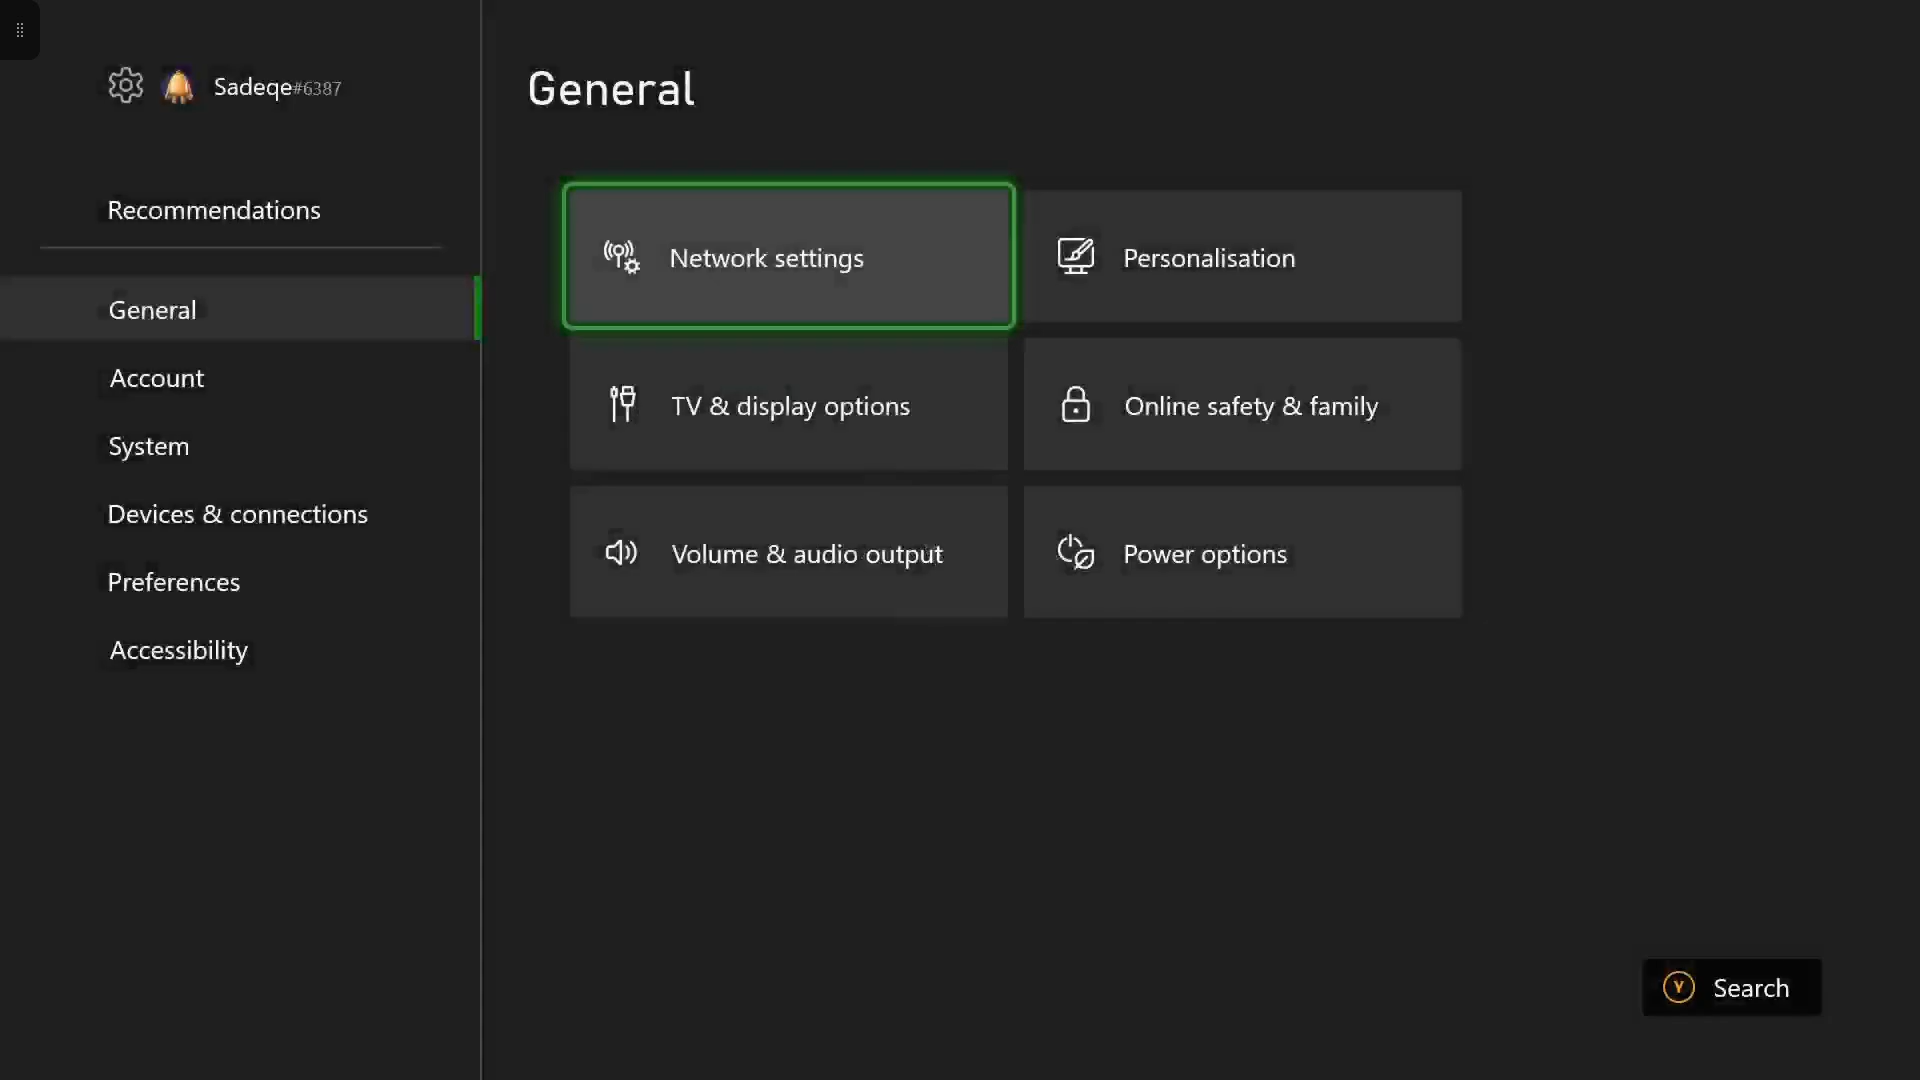 Sadeqe#6387
Recommendations
General
Account
System
Devices & connections
Preferences
Accessibility
General
Network settings
Personalisation
TV & display options
Online safety & family
Volume & audio output
Power options
Y Search